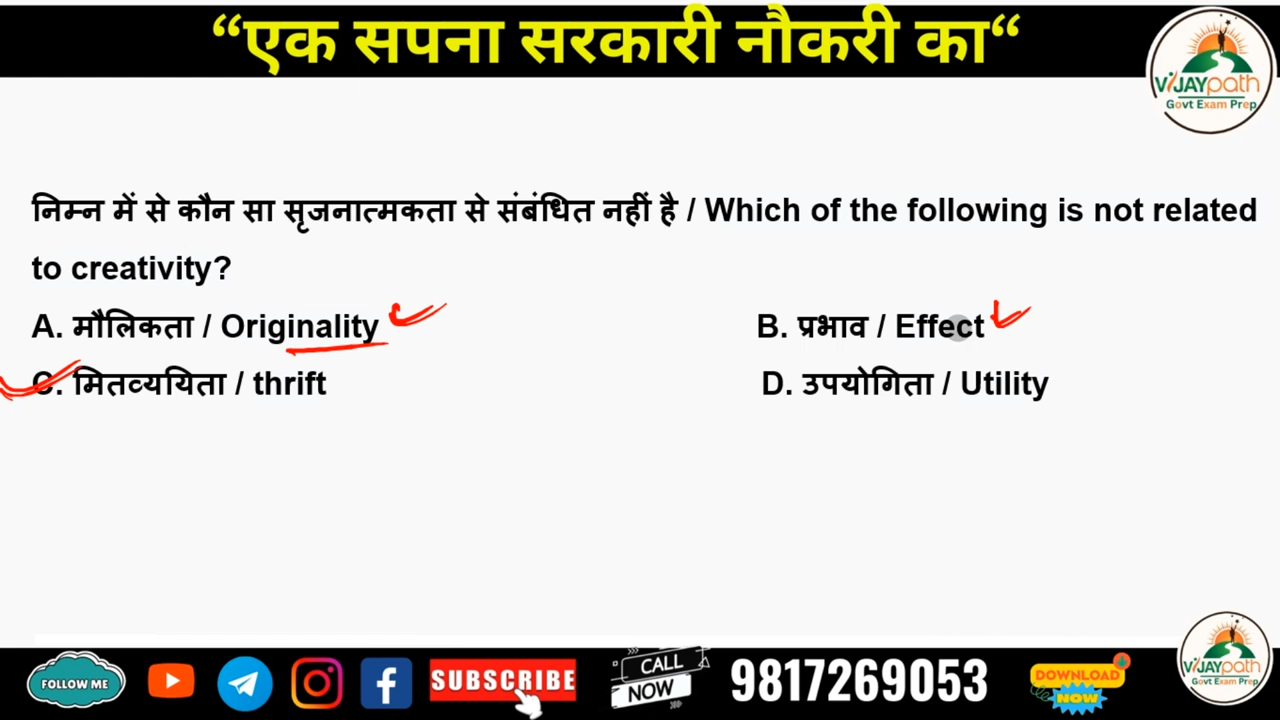 “एक सपना सरकारी नौकरी का“
VIJAYpath
Govt Exam Prep
निम्न में से कौन सा सृजनात्मकता से संबंधित नहीं है / Which of the following is not related
to creativity?
A. मौलिकता / Originality
B. प्रभाव / Effect
C. मितव्ययिता / thrift
D. उपयोगिता / Utility
FOLLOW ME
SUBSCRIBE
CALL
NOW
9817269053
DOWNLOAD
NOW
VIJAYpath
Govt Exam Prep